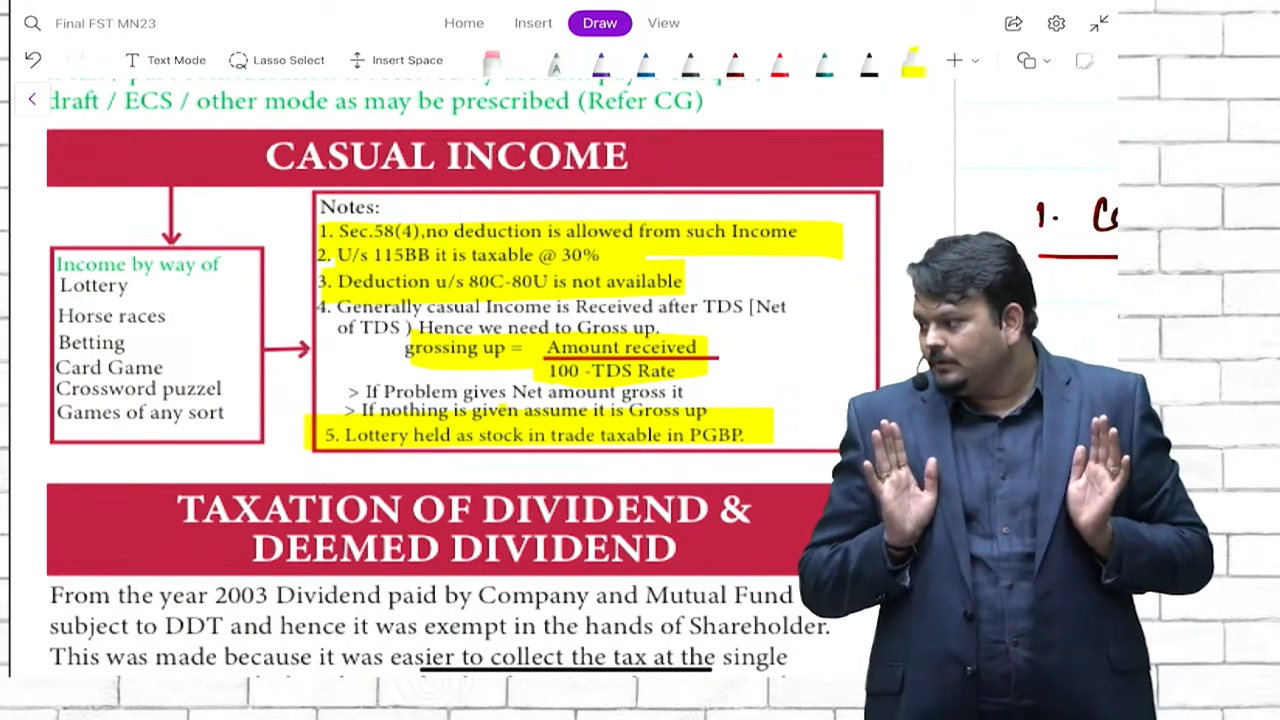 Final FST MN23
Home Insert Draw View
Text Mode Lasso Select Insert Space
draft / ECS / other mode as may be prescribed (Refer CG)
CASUAL INCOME
Income by way of
Lottery
Horse races
Betting
Card Game
Crossword puzzel
Games of any sort
Notes:
1. Sec.58(4),no deduction is allowed from such Income
2. U/s 115BB it is taxable @ 30%
3. Deduction u/s 80C-80U is not available
4. Generally casual Income is Received after TDS [Net
of TDS ) Hence we need to Gross up.
grossing up = Amount received
100 -TDS Rate
> If Problem gives Net amount gross it
> If nothing is given assume it is Gross up
5. Lottery held as stock in trade taxable in PGBP.
1.
TAXATION OF DIVIDEND &
DEEMED DIVIDEND
From the year 2003 Dividend paid by Company and Mutual Fund
subject to DDT and hence it was exempt in the hands of Shareholder.
This was made because it was easier to collect the tax at the single